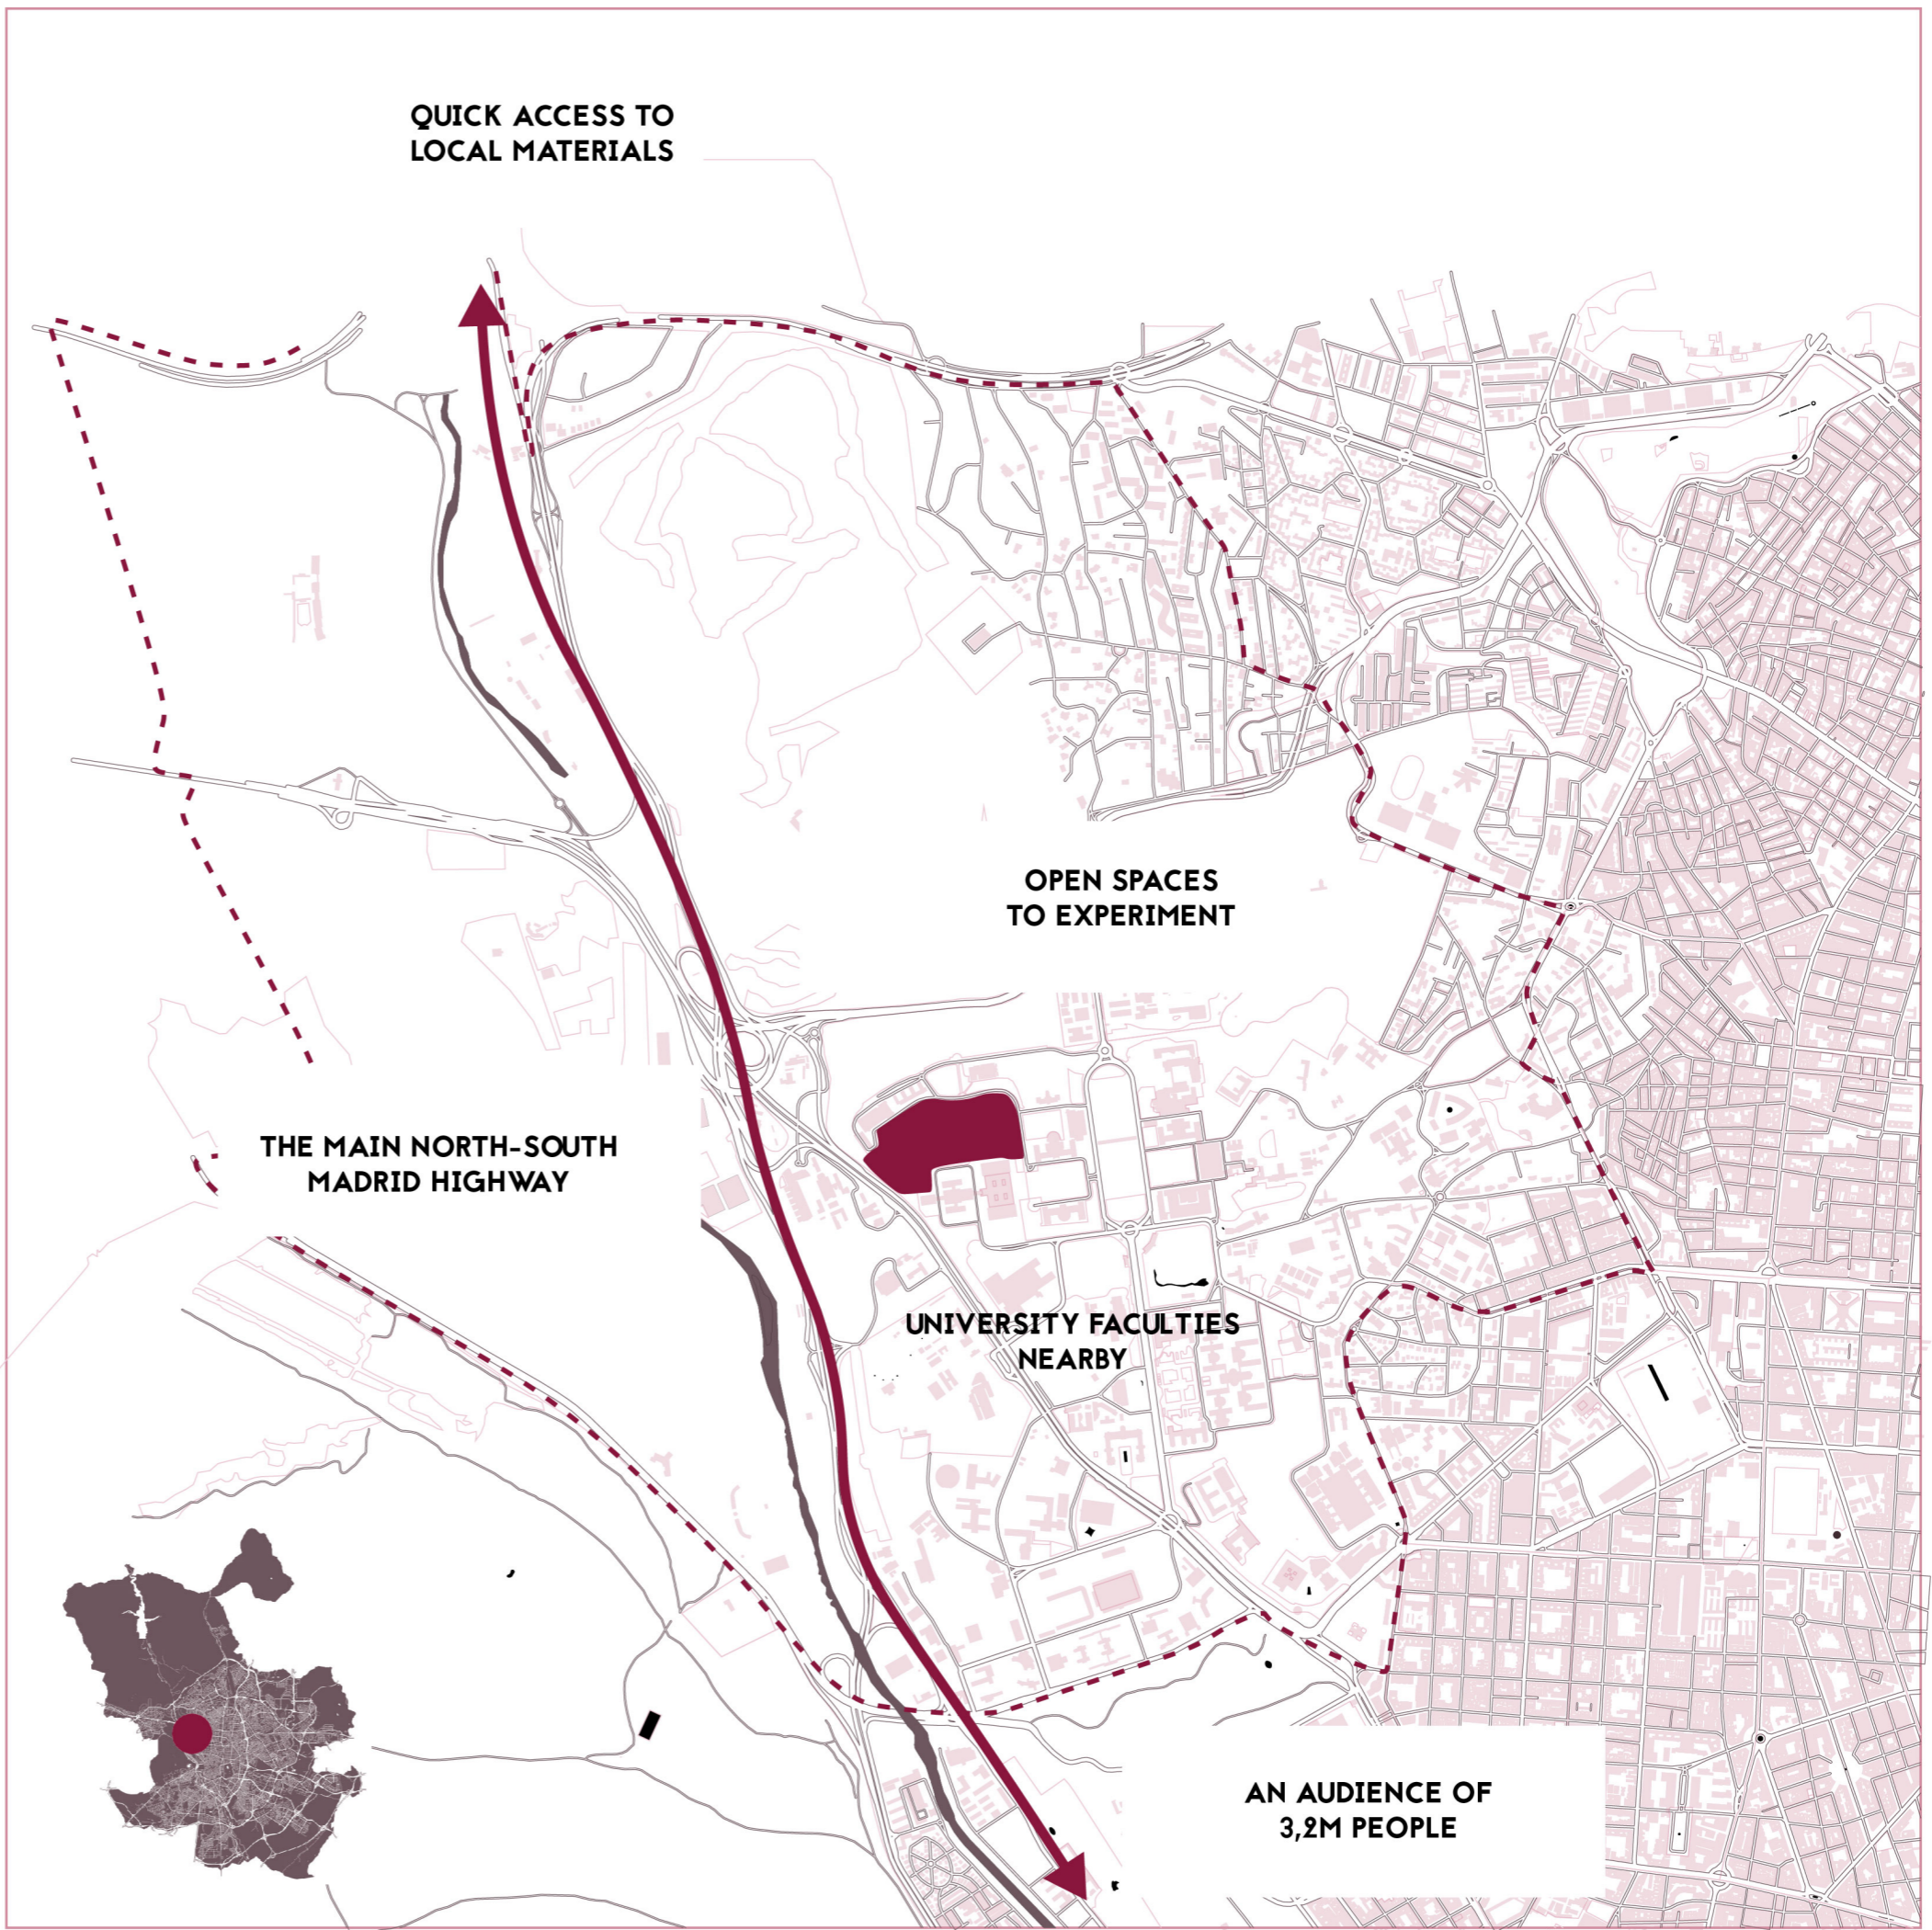 QUICK ACCESS TO
LOCAL MATERIALS
OPEN SPACES
TO EXPERIMENT
THE MAIN NORTH-SOUTH
MADRID HIGHWAY
UNIVERSITY FACULTIES
NEARBY
AN AUDIENCE OF
3,2M PEOPLE